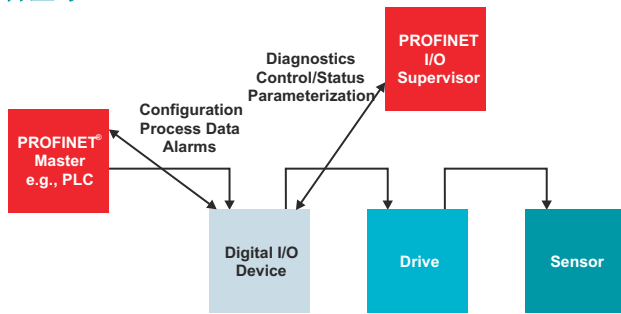 Diagnostics
Control/Status
Parameterization
PROFINET
I/O
Supervisor
Configuration
Process Data
Alarms
PROFINET®
Master
e.g., PLC
Digital I/O
Device
Drive
Sensor